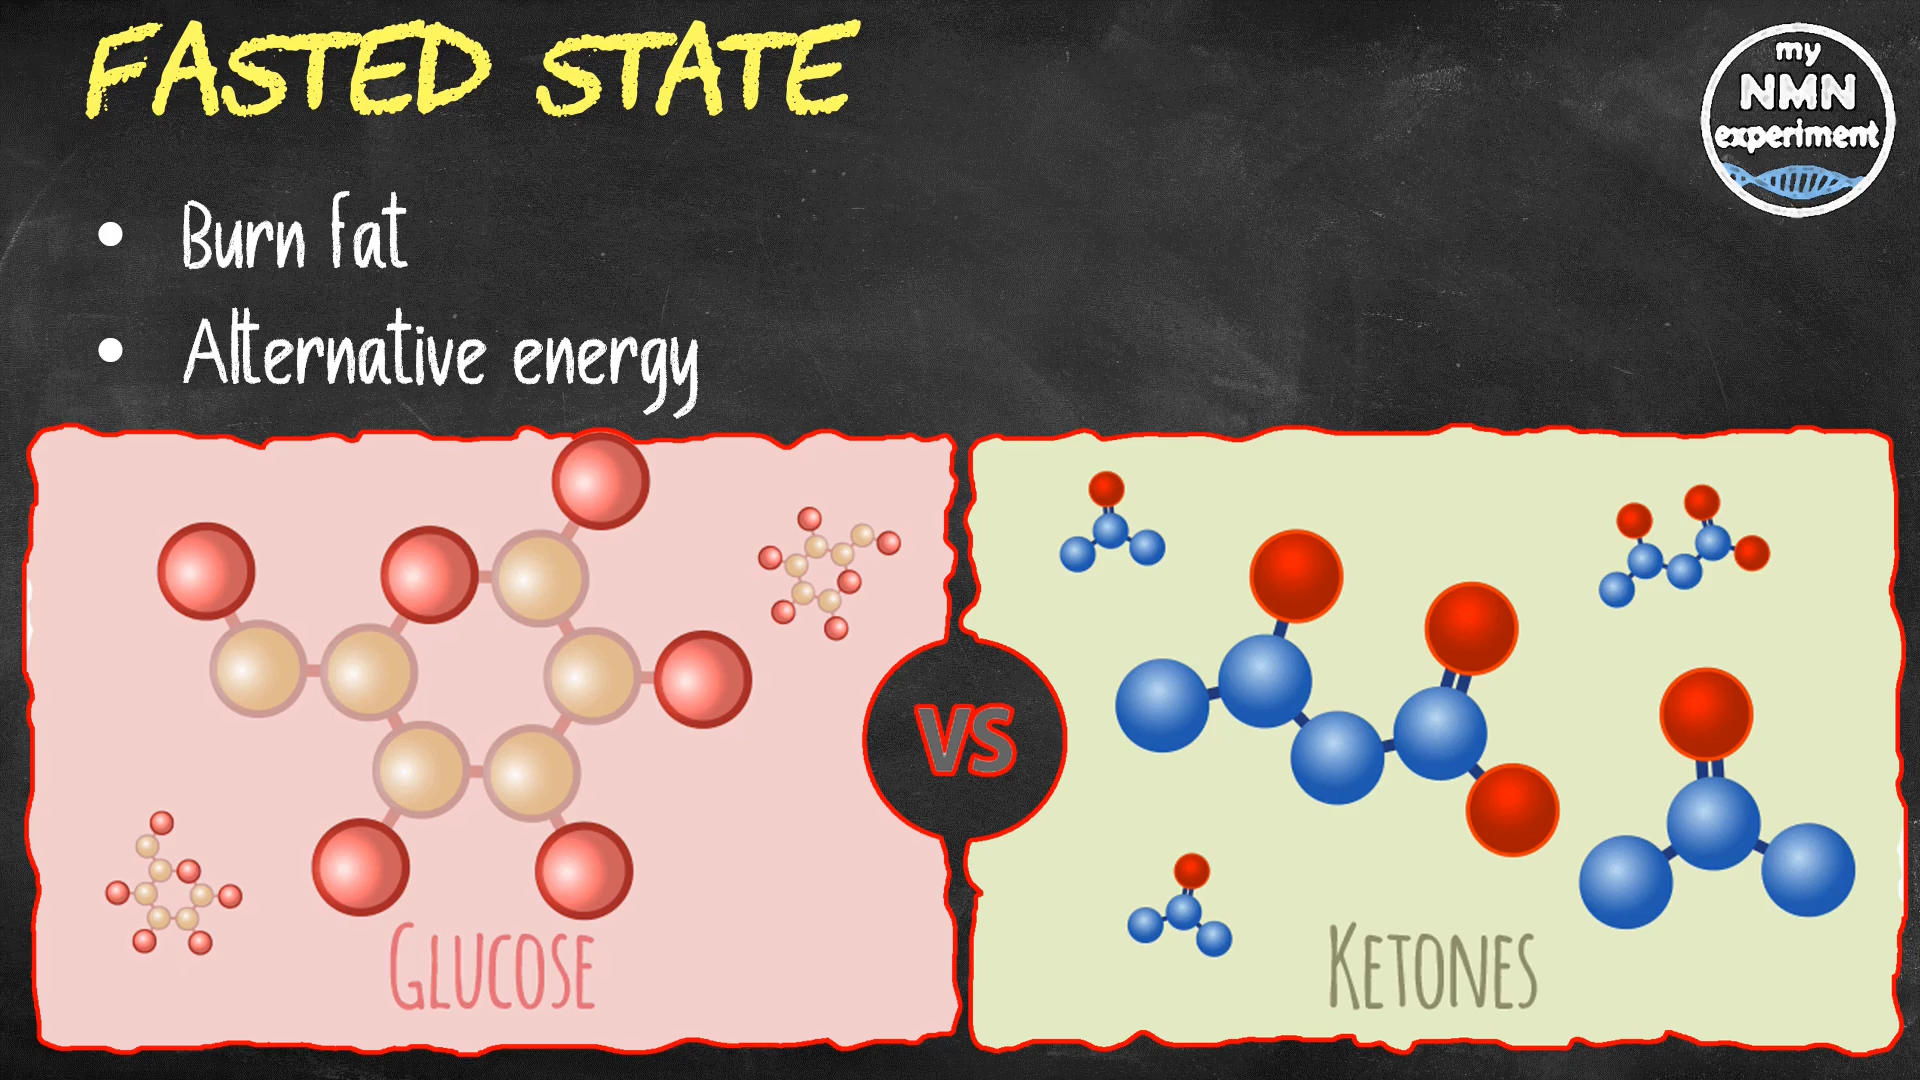 FASTED STATE
my
NMN
experiment
• Burn fat
• Alternative energy
VS
GLUCOSE
KETONES